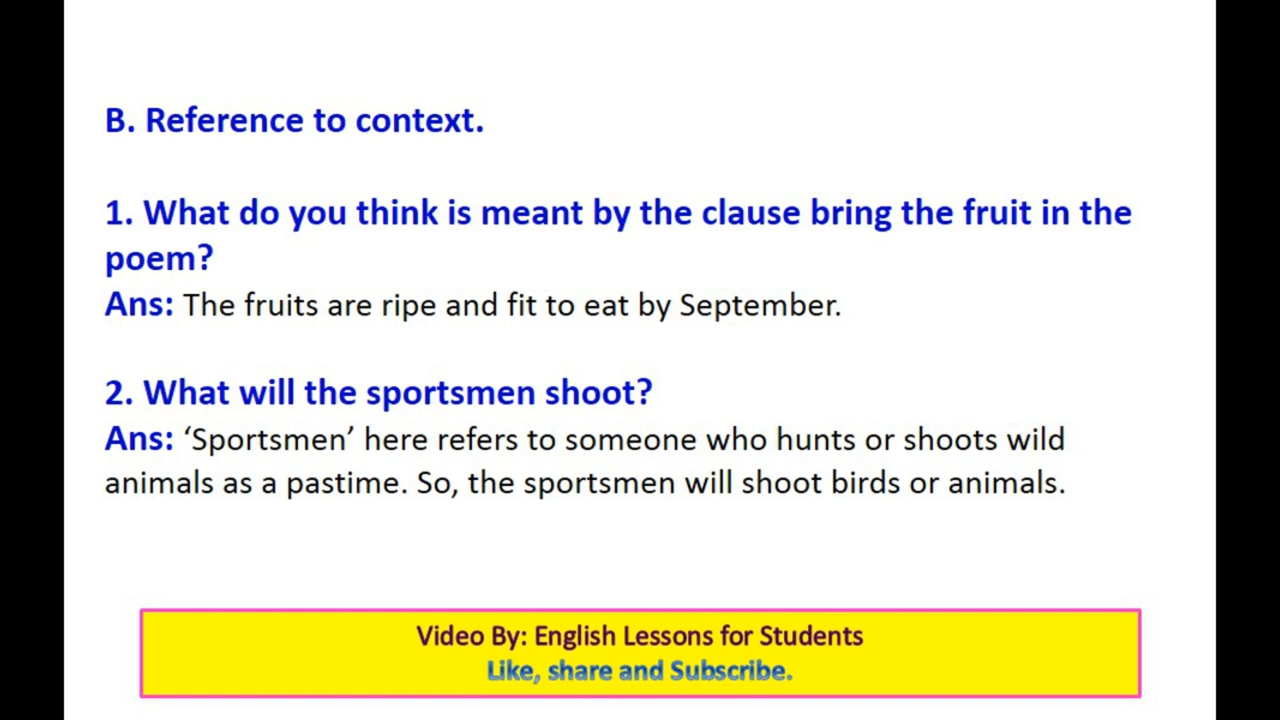 B. Reference to context.
1. What do you think is meant by the clause bring the fruit in the
poem?
Ans: The fruits are ripe and fit to eat by September.
2. What will the sportsmen shoot?
Ans: ‘Sportsmen’ here refers to someone who hunts or shoots wild
animals as a pastime. So, the sportsmen will shoot birds or animals.
Video By: English Lessons for Students
Like, share and Subscribe.